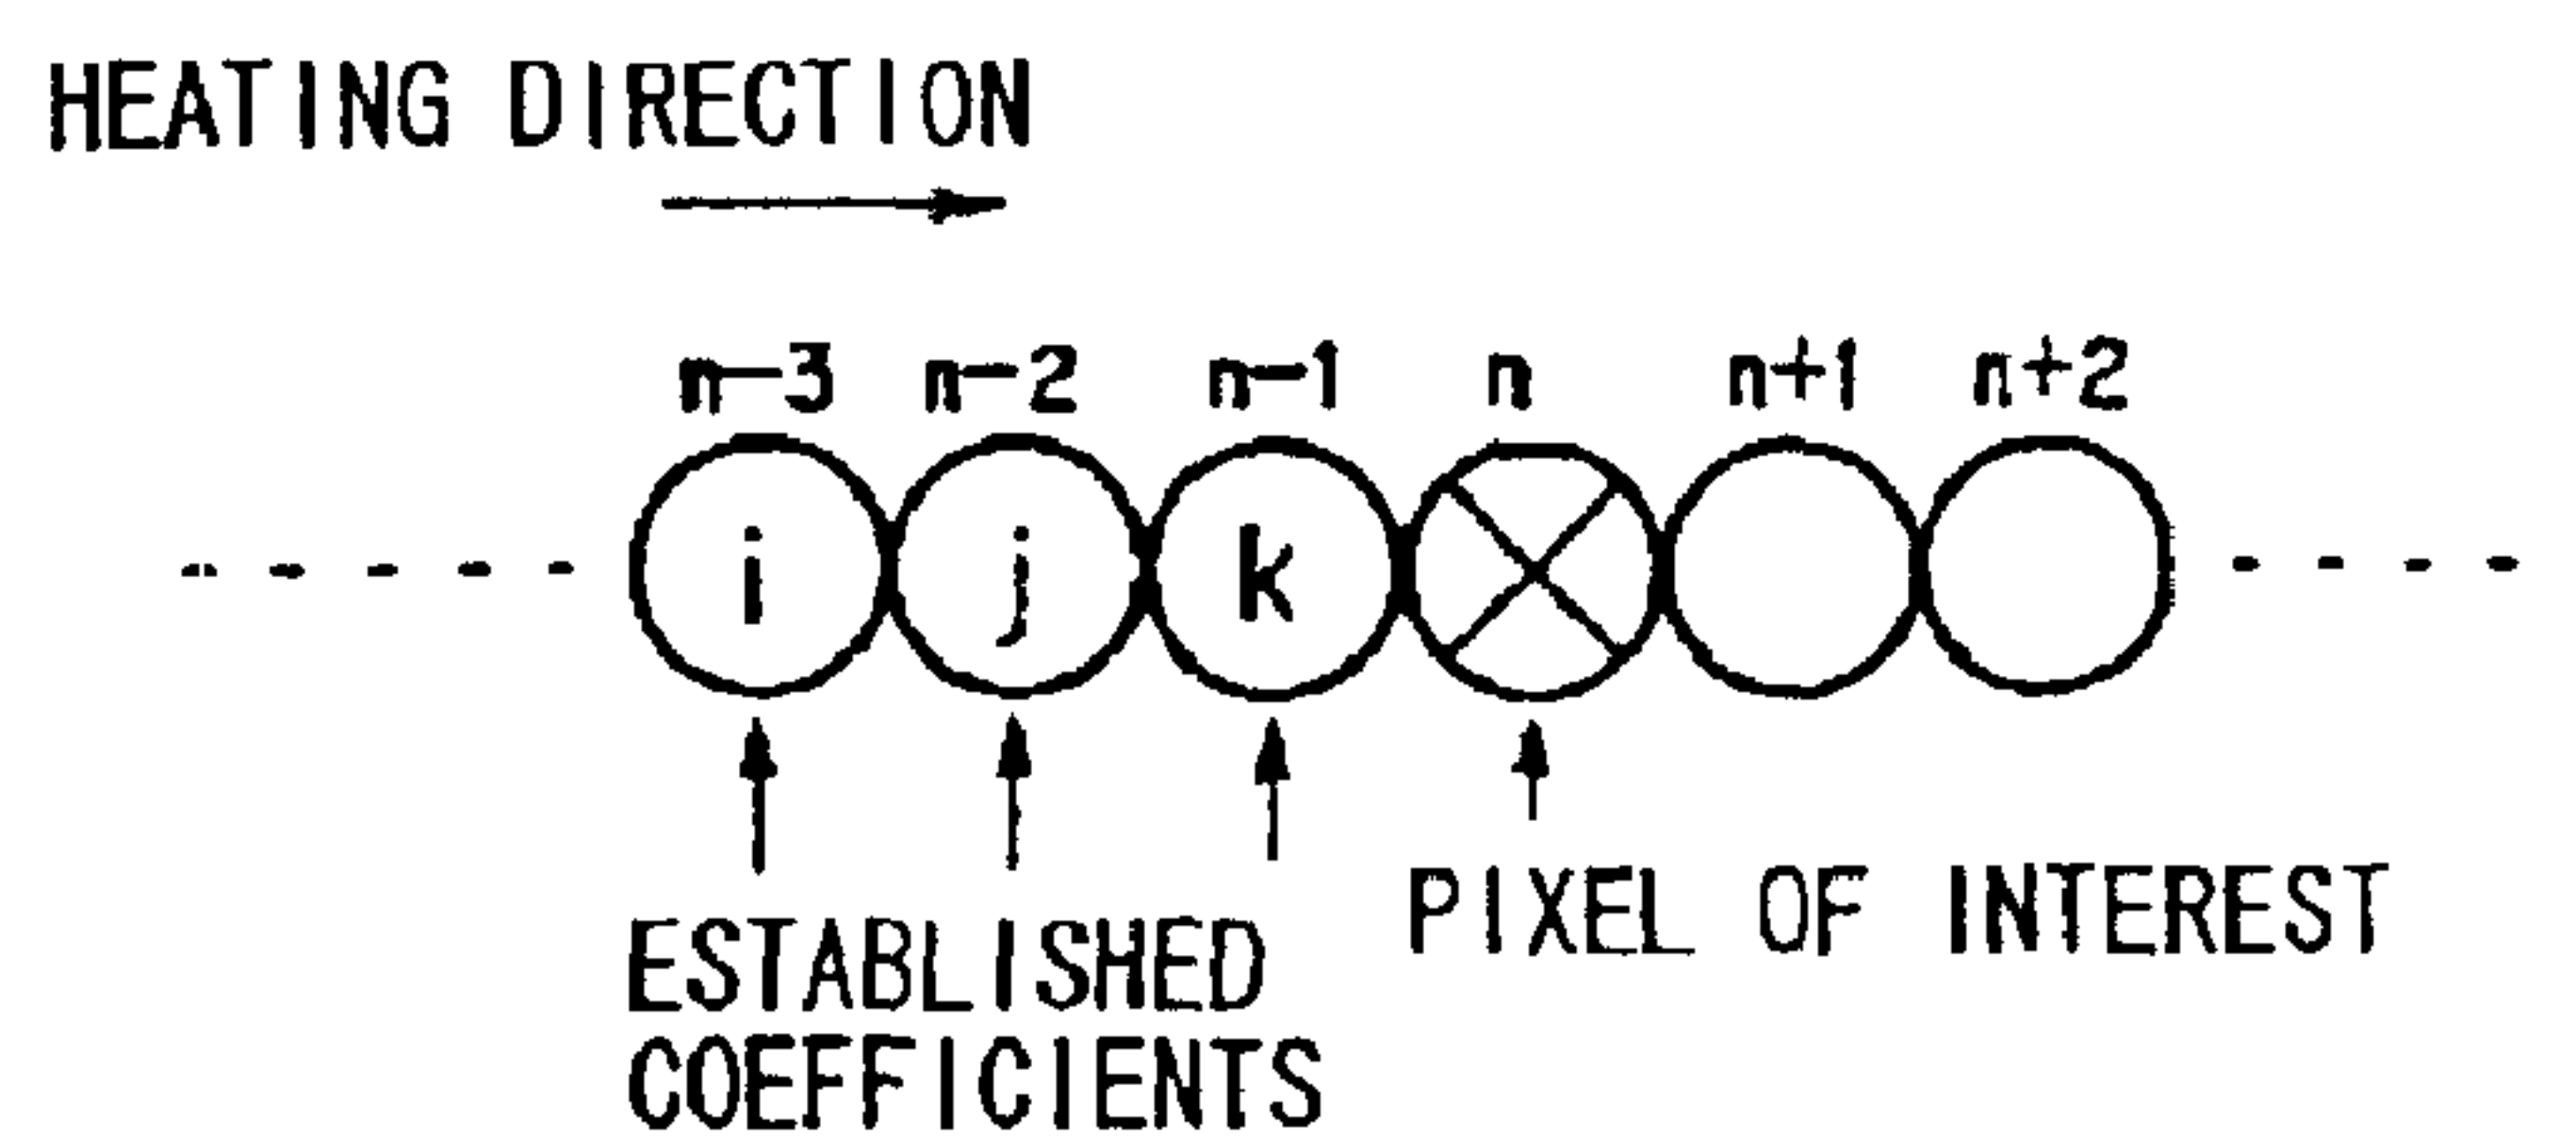 HEATING DIRECTION
n-3 n-2 n-1 n n+1 n+2
i j k
PIXEL OF INTEREST
ESTABLISHED
COEFFICIENTS